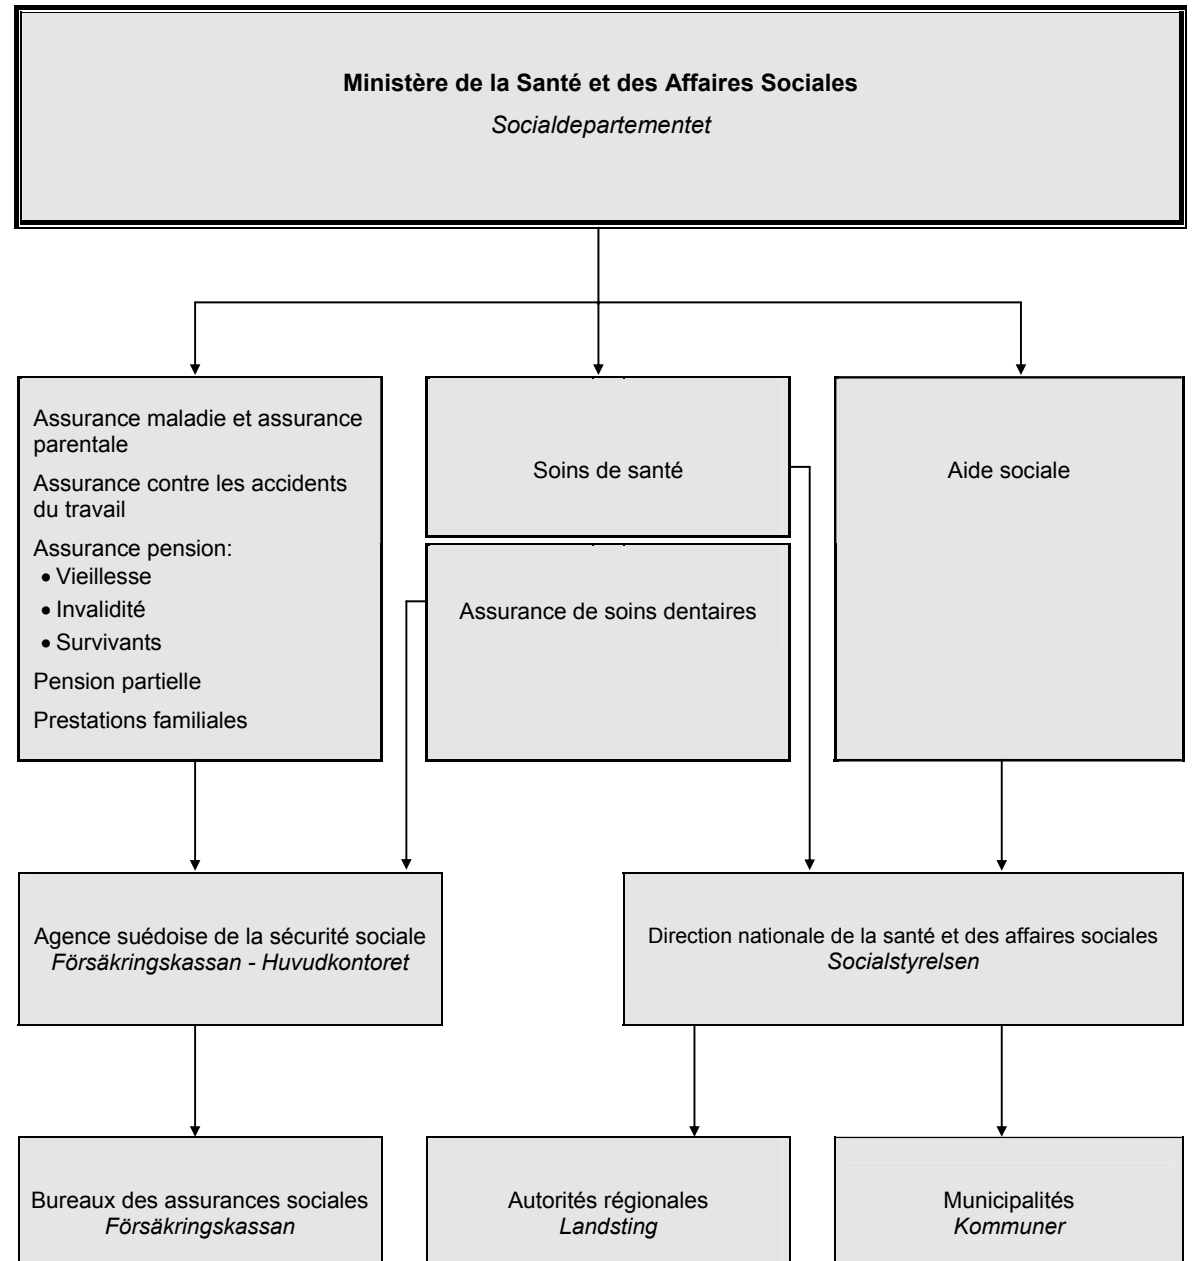 Ministère de la Santé et des Affaires Sociales
Socialdepartementet
Assurance maladie et assurance
parentale
Assurance contre les accidents
du travail
Assurance pension:
• Vieillesse
• Invalidité
• Survivants
Pension partielle
Prestations familiales
Soins de santé
Assurance de soins dentaires
Aide sociale
Agence suédoise de la sécurité sociale
Försäkringskassan - Huvudkontoret
Direction nationale de la santé et des affaires sociales
Socialstyrelsen
Bureaux des assurances sociales
Försäkringskassan
Autorités régionales
Landsting
Municipalités
Kommuner